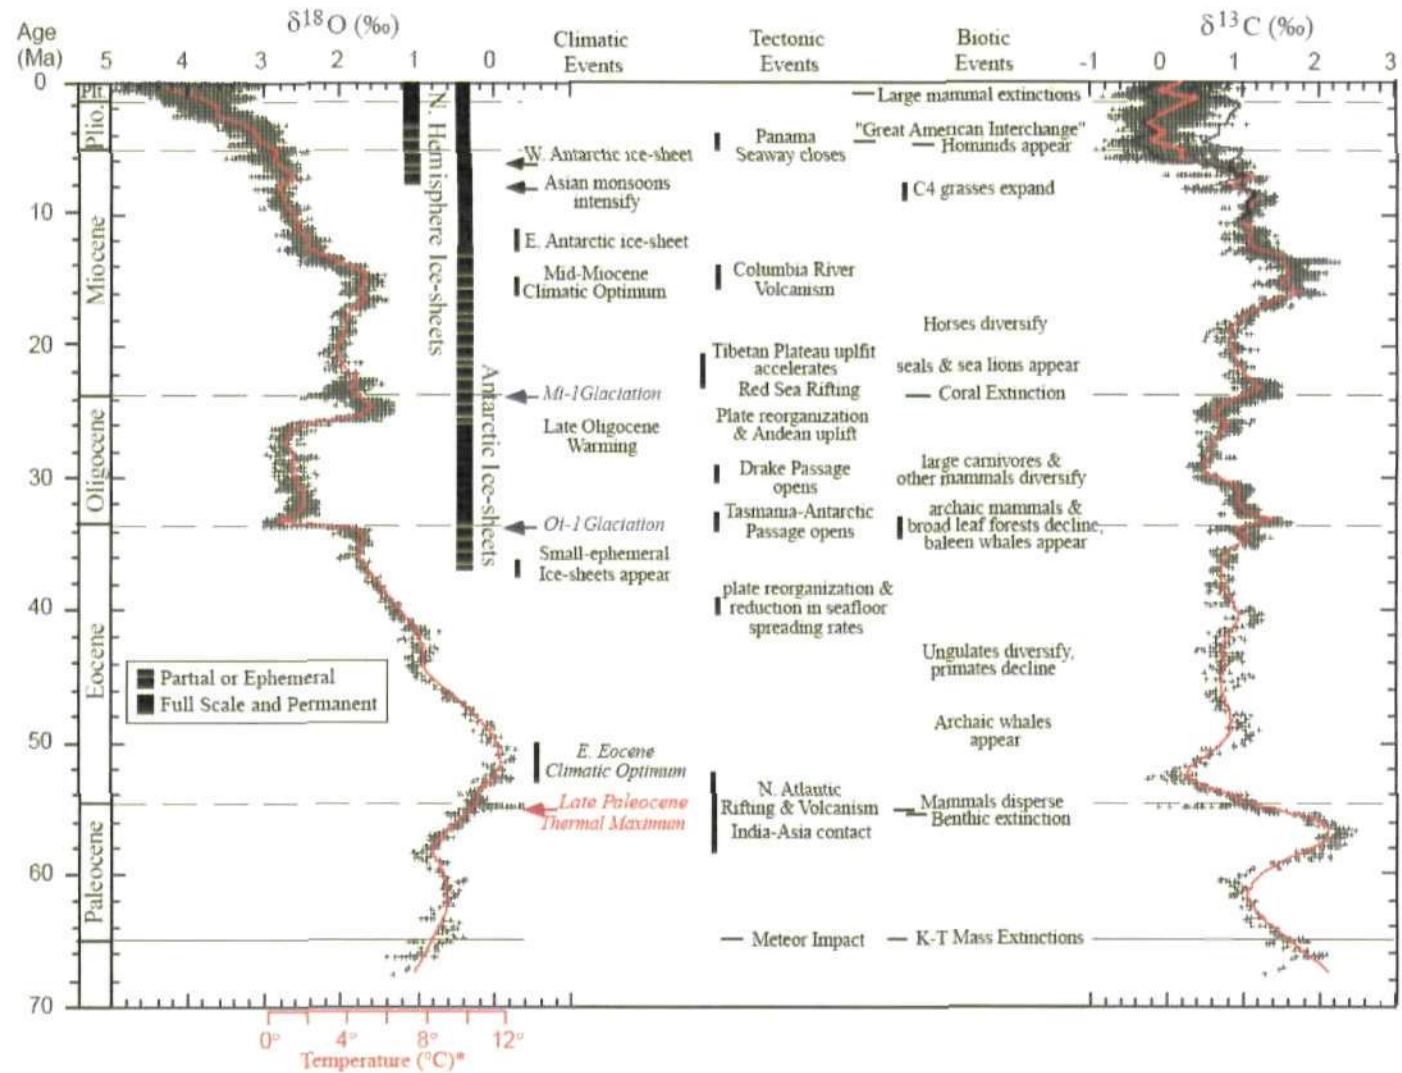 δ18O (‰)
δ13C (‰)
Age
(Ma)
5 4 3 2 1 0
Climatic
Events
Tectonic
Events
Biotic
Events
-1 0 1 2 3
0
10
20
30
40
50
60
70
Plt.
Plio.
Miocene
Oligocene
Eocene
Paleocene
N. Hemisphere Ice-sheets
Antarctic Ice-sheets
W. Antarctic ice-sheet
Asian monsoons
intensify
E. Antarctic ice-sheet
Mid-Miocene
Climatic Optimum
Mi-1 Glaciation
Late Oligocene
Warming
Oi-1 Glaciation
Small-ephemeral
Ice-sheets appear
E. Eocene
Climatic Optimum
Late Paleocene
Thermal Maximum
Panama
Seaway closes
Columbia River
Volcanism
Tibetan Plateau uplfit
accelerates
Red Sea Rifting
Plate reorganization
& Andean uplift
Drake Passage
opens
Tasmania-Antarctic
Passage opens
plate reorganization &
reduction in seafloor
spreading rates
N. Atlantic
Rifting & Volcanism
India-Asia contact
Meteor Impact
Large mammal extinctions
"Great American Interchange"
Hominids appear
C4 grasses expand
Horses diversify
seals & sea lions appear
Coral Extinction
large carnivores &
other mammals diversify
archaic mammals &
broad leaf forests decline,
baleen whales appear
Ungulates diversify,
primates decline
Archaic whales
appear
Mammals disperse
Benthic extinction
K-T Mass Extinctions
Partial or Ephemeral
Full Scale and Permanent
0° 4° 8° 12°
Temperature (°C)*